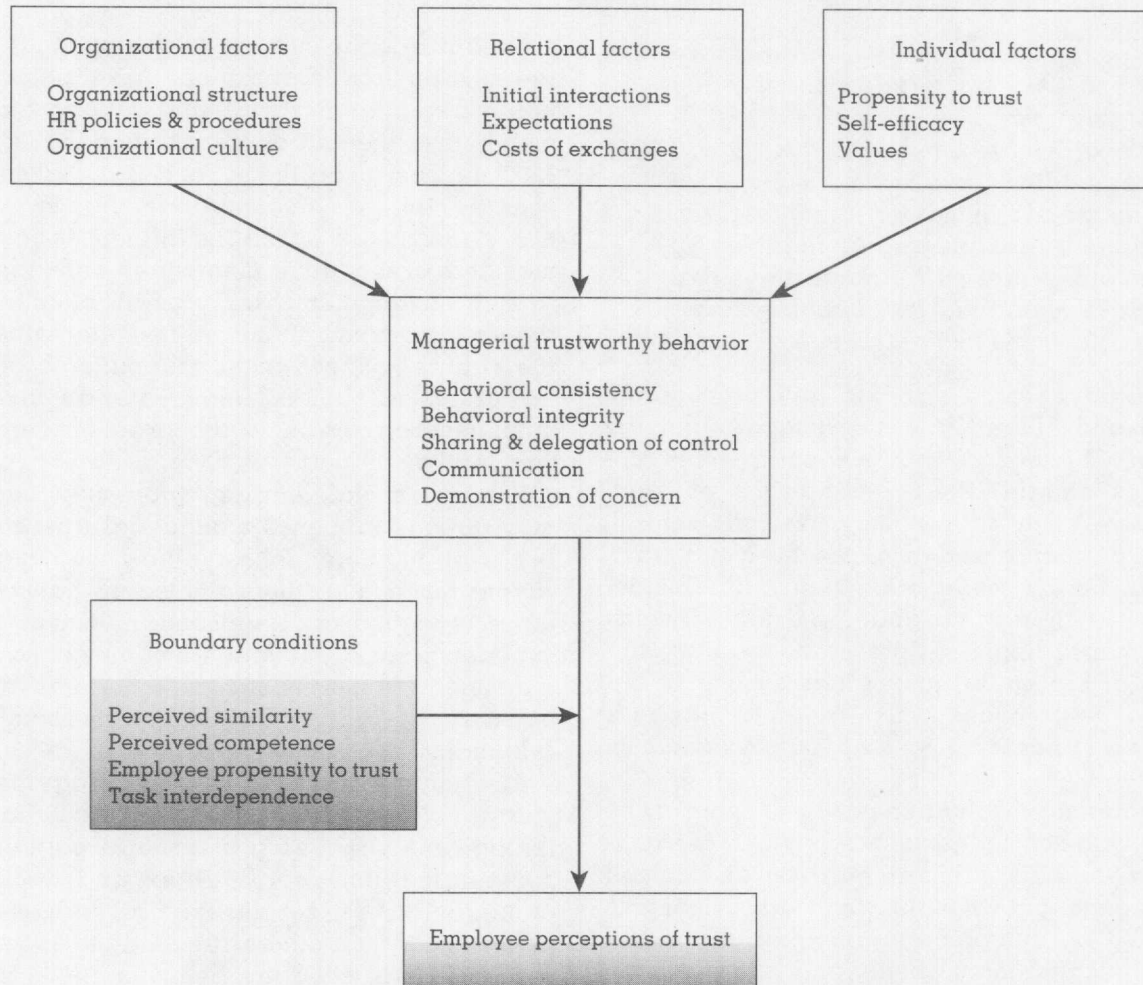 Organizational factors
Organizational structure
HR policies & procedures
Organizational culture
Relational factors
Initial interactions
Expectations
Costs of exchanges
Individual factors
Propensity to trust
Self-efficacy
Values
Managerial trustworthy behavior
Behavioral consistency
Behavioral integrity
Sharing & delegation of control
Communication
Demonstration of concern
Boundary conditions
Perceived similarity
Perceived competence
Employee propensity to trust
Task interdependence
Employee perceptions of trust